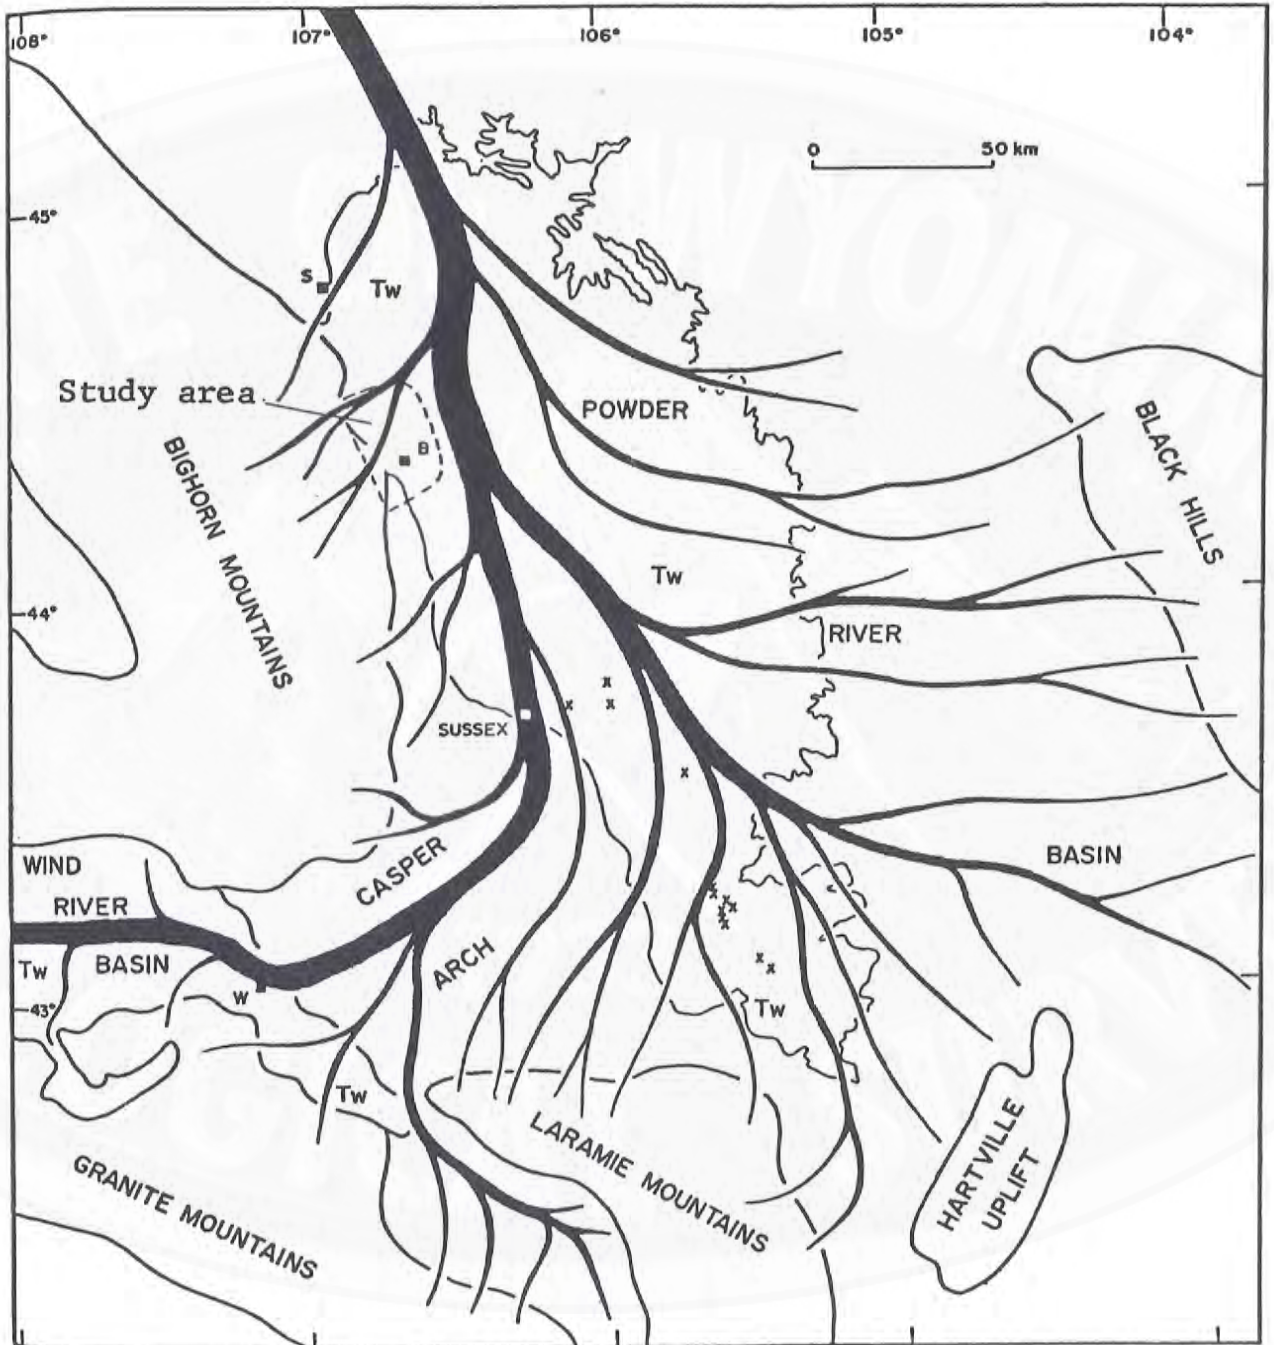 108°
107°
106°
105°
104°
0 50 km
45°
S
Tw
Study area
POWDER
B
BLACK HILLS
BIGHORN MOUNTAINS
Tw
44°
RIVER
x
x
x
SUSSEX
x
WIND
CASPER
BASIN
RIVER
x
x
x
x
x
ARCH
Tw
BASIN
x
x
W
Tw
43°
Tw
LARAMIE MOUNTAINS
HARTVILLE
UPLIFT
GRANITE MOUNTAINS